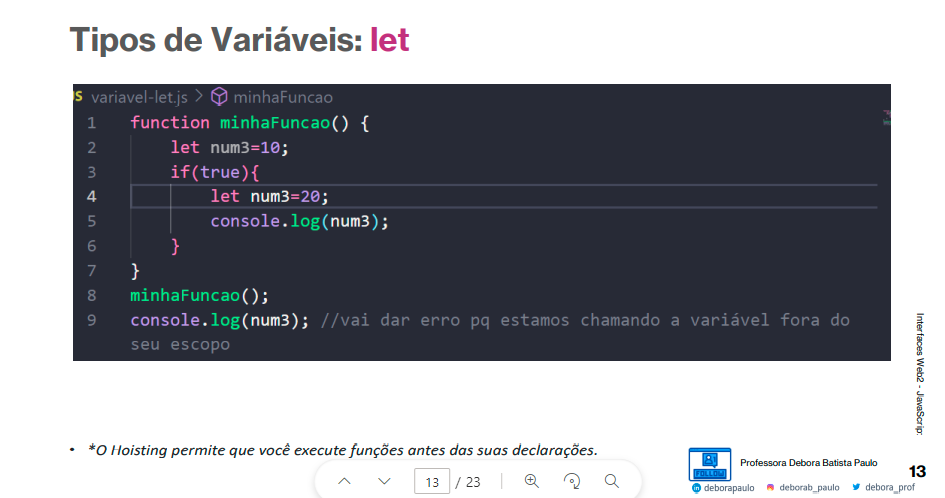 Tipos de Variáveis: let
JS variavel-let.js > minhaFuncao
1 function minhaFuncao() {
2 let num3=10;
3 if(true){
4 let num3=20;
5 console.log(num3);
6 }
7 }
8 minhaFuncao();
9 console.log(num3); //vai dar erro pq estamos chamando a variável fora do
seu escopo
Interfaces Web2 - JavaScrip:
• *O Hoisting permite que você execute funções antes das suas declarações.
13 / 23
FOLLOW
Professora Debora Batista Paulo
13
in deborapaulo deborab_paulo debora_prof